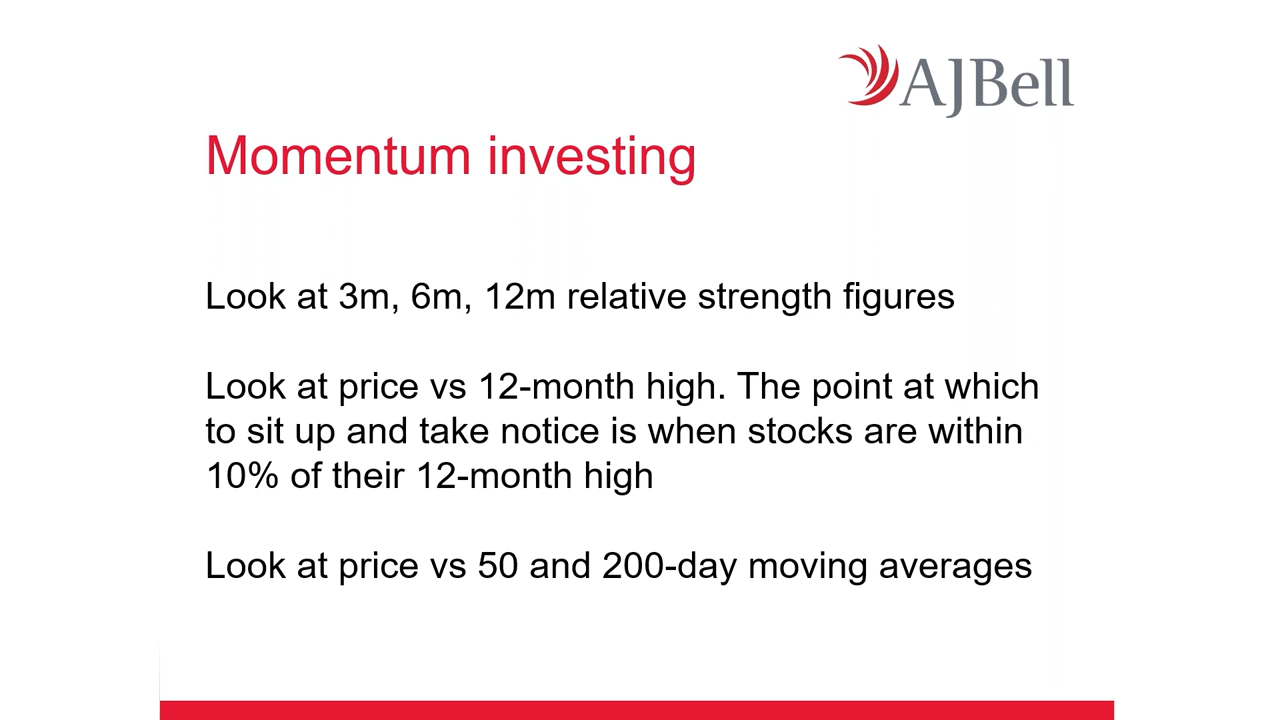 AJBell
Momentum investing
Look at 3m, 6m, 12m relative strength figures
Look at price vs 12-month high. The point at which
to sit up and take notice is when stocks are within
10% of their 12-month high
Look at price vs 50 and 200-day moving averages